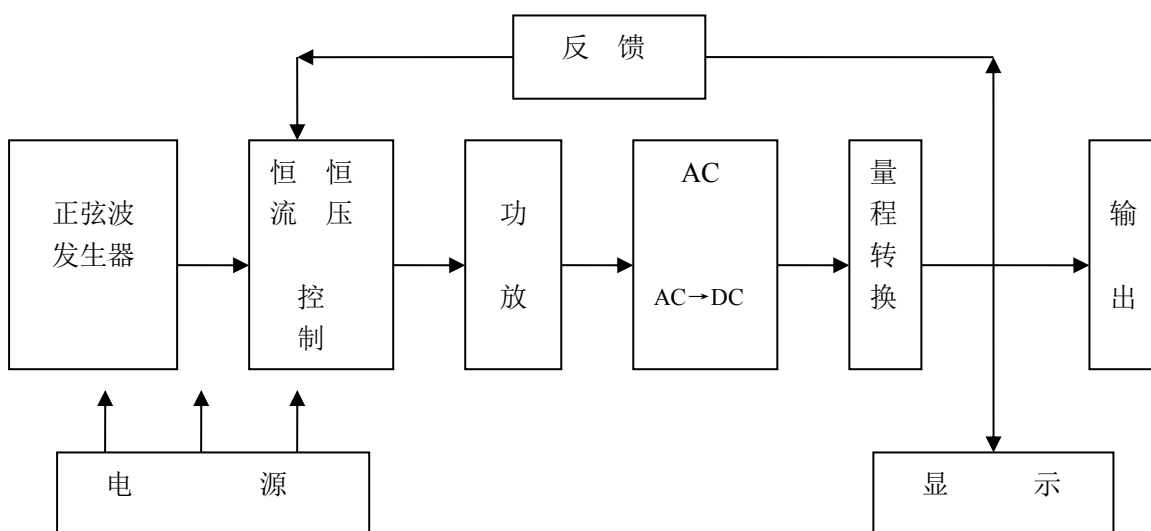 反 馈
正弦波
发生器
恒 恒
流 压
控
制
功
放
AC
AC→DC
量
程
转
换
输
出
电 源
显 示